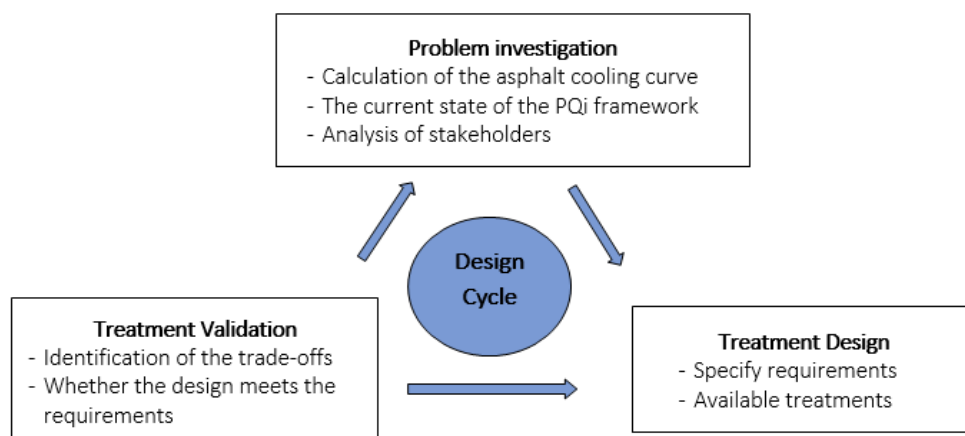 Problem investigation
- Calculation of the asphalt cooling curve
- The current state of the PQi framework
- Analysis of stakeholders
Design
Cycle
Treatment Validation
- Identification of the trade-offs
- Whether the design meets the
requirements
Treatment Design
- Specify requirements
- Available treatments